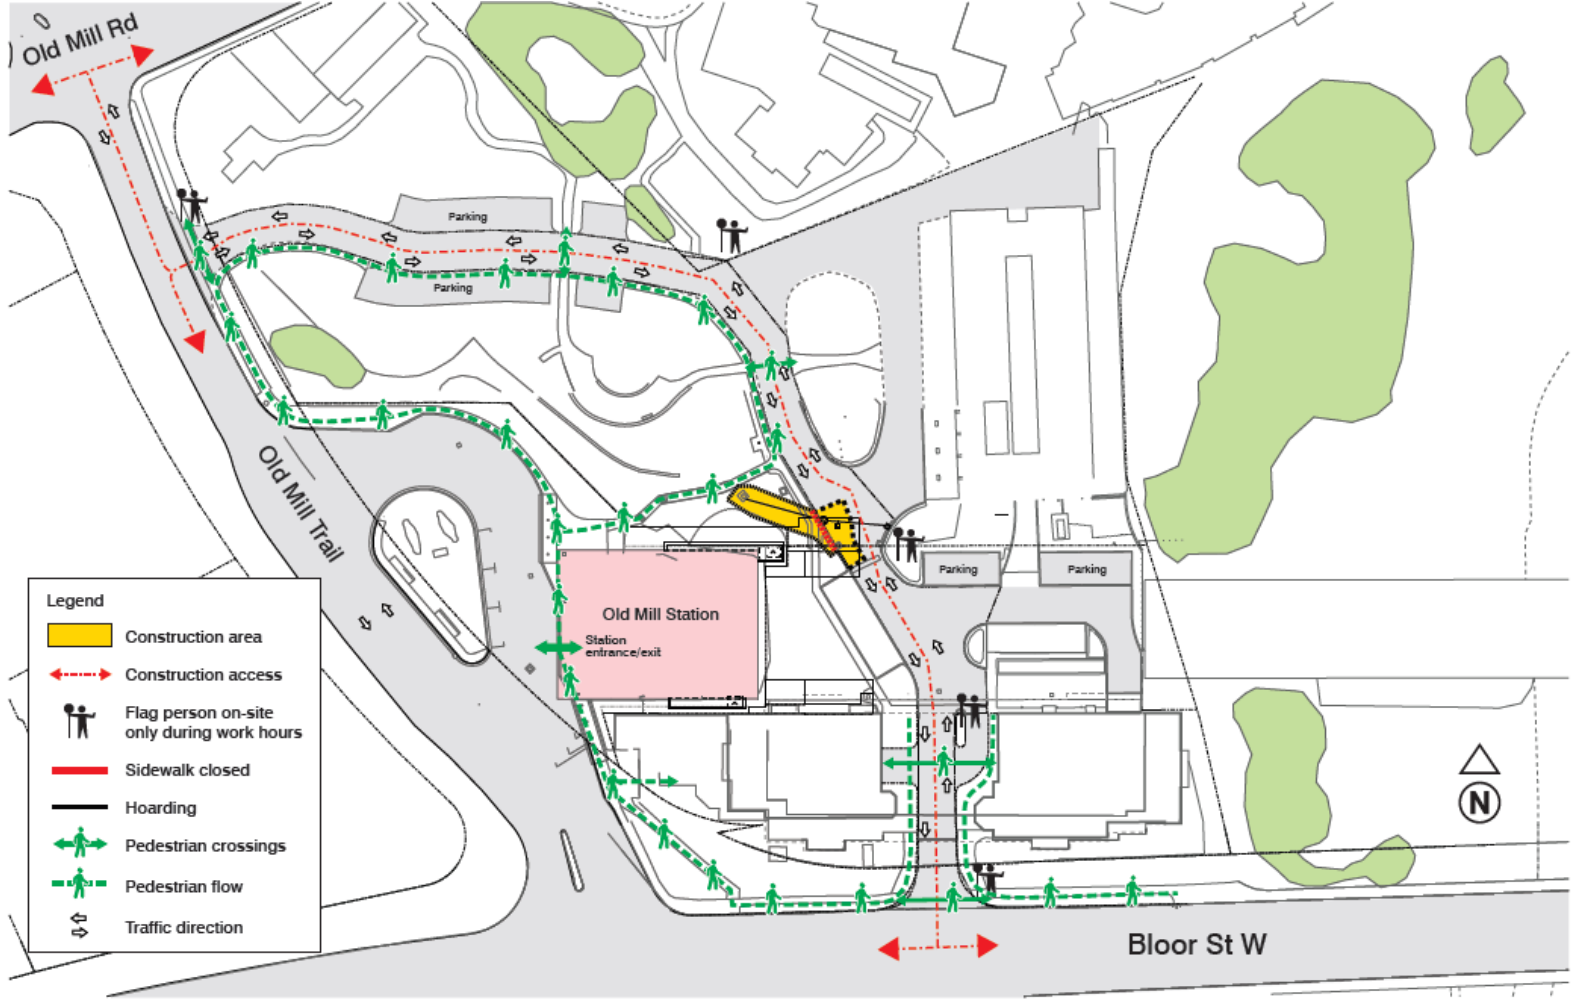 Old Mill Rd
Parking
Parking
Old Mill Trail
Parking
Parking
Old Mill Station
Station
entrance/exit
Legend
Construction area
Construction access
Flag person on-site
only during work hours
Sidewalk closed
Hoarding
Pedestrian crossings
Pedestrian flow
Traffic direction
N
Bloor St W